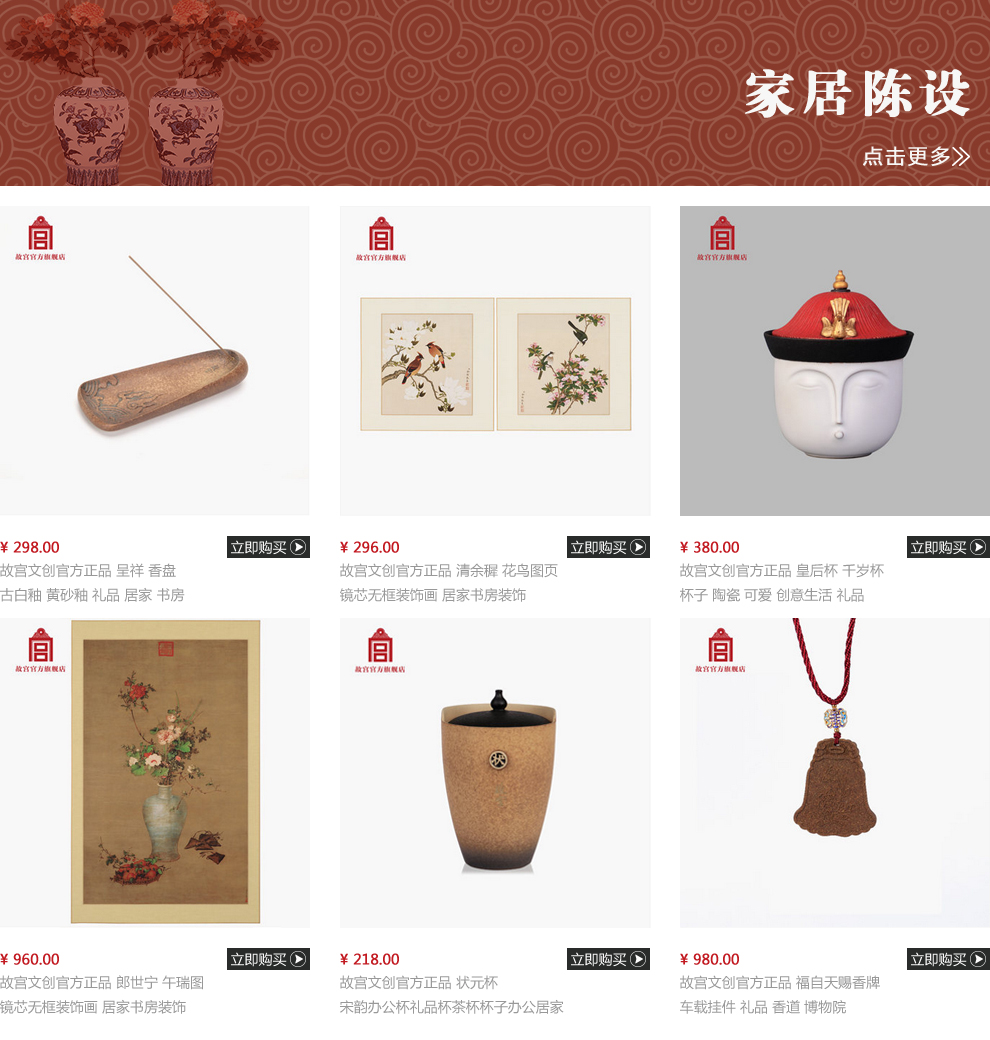 家居陈设
点击更多
故宫官方旗舰店
故宫官方旗舰店
故宫官方旗舰店
¥ 298.00
立即购买
¥ 296.00
立即购买
¥ 380.00
立即购买
故宫文创官方正品 呈祥 香盘
故宫文创官方正品 清余穉 花鸟图页
故宫文创官方正品 皇后杯 千岁杯
古白釉 黄砂釉 礼品 居家 书房
镜芯无框装饰画 居家书房装饰
杯子 陶瓷 可爱 创意生活 礼品
故宫官方旗舰店
故宫官方旗舰店
故宫官方旗舰店
状
¥ 960.00
立即购买
¥ 218.00
立即购买
¥ 980.00
立即购买
故宫文创官方正品 郎世宁 午瑞图
故宫文创官方正品 状元杯
故宫文创官方正品 福自天赐香牌
镜芯无框装饰画 居家书房装饰
宋韵办公杯礼品杯茶杯杯子办公居家
车载挂件 礼品 香道 博物院